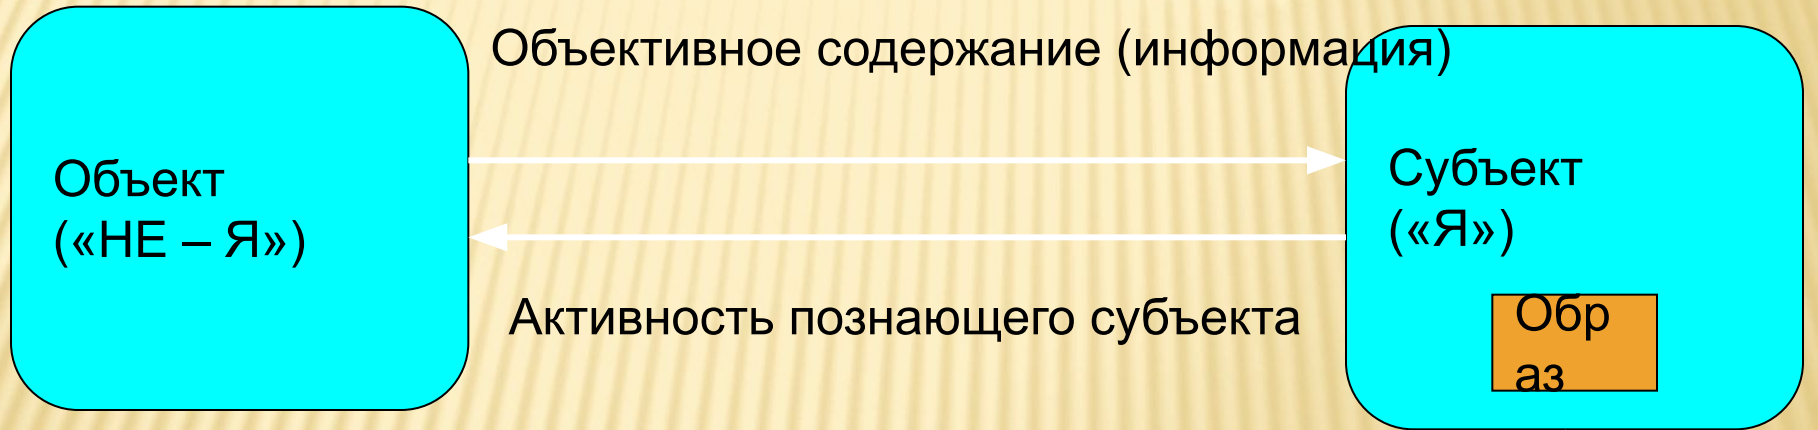 Объективное содержание (информация)
Объект
(«НЕ – Я»)
Субъект
(«Я»)
Активность познающего субъекта
Обр
аз